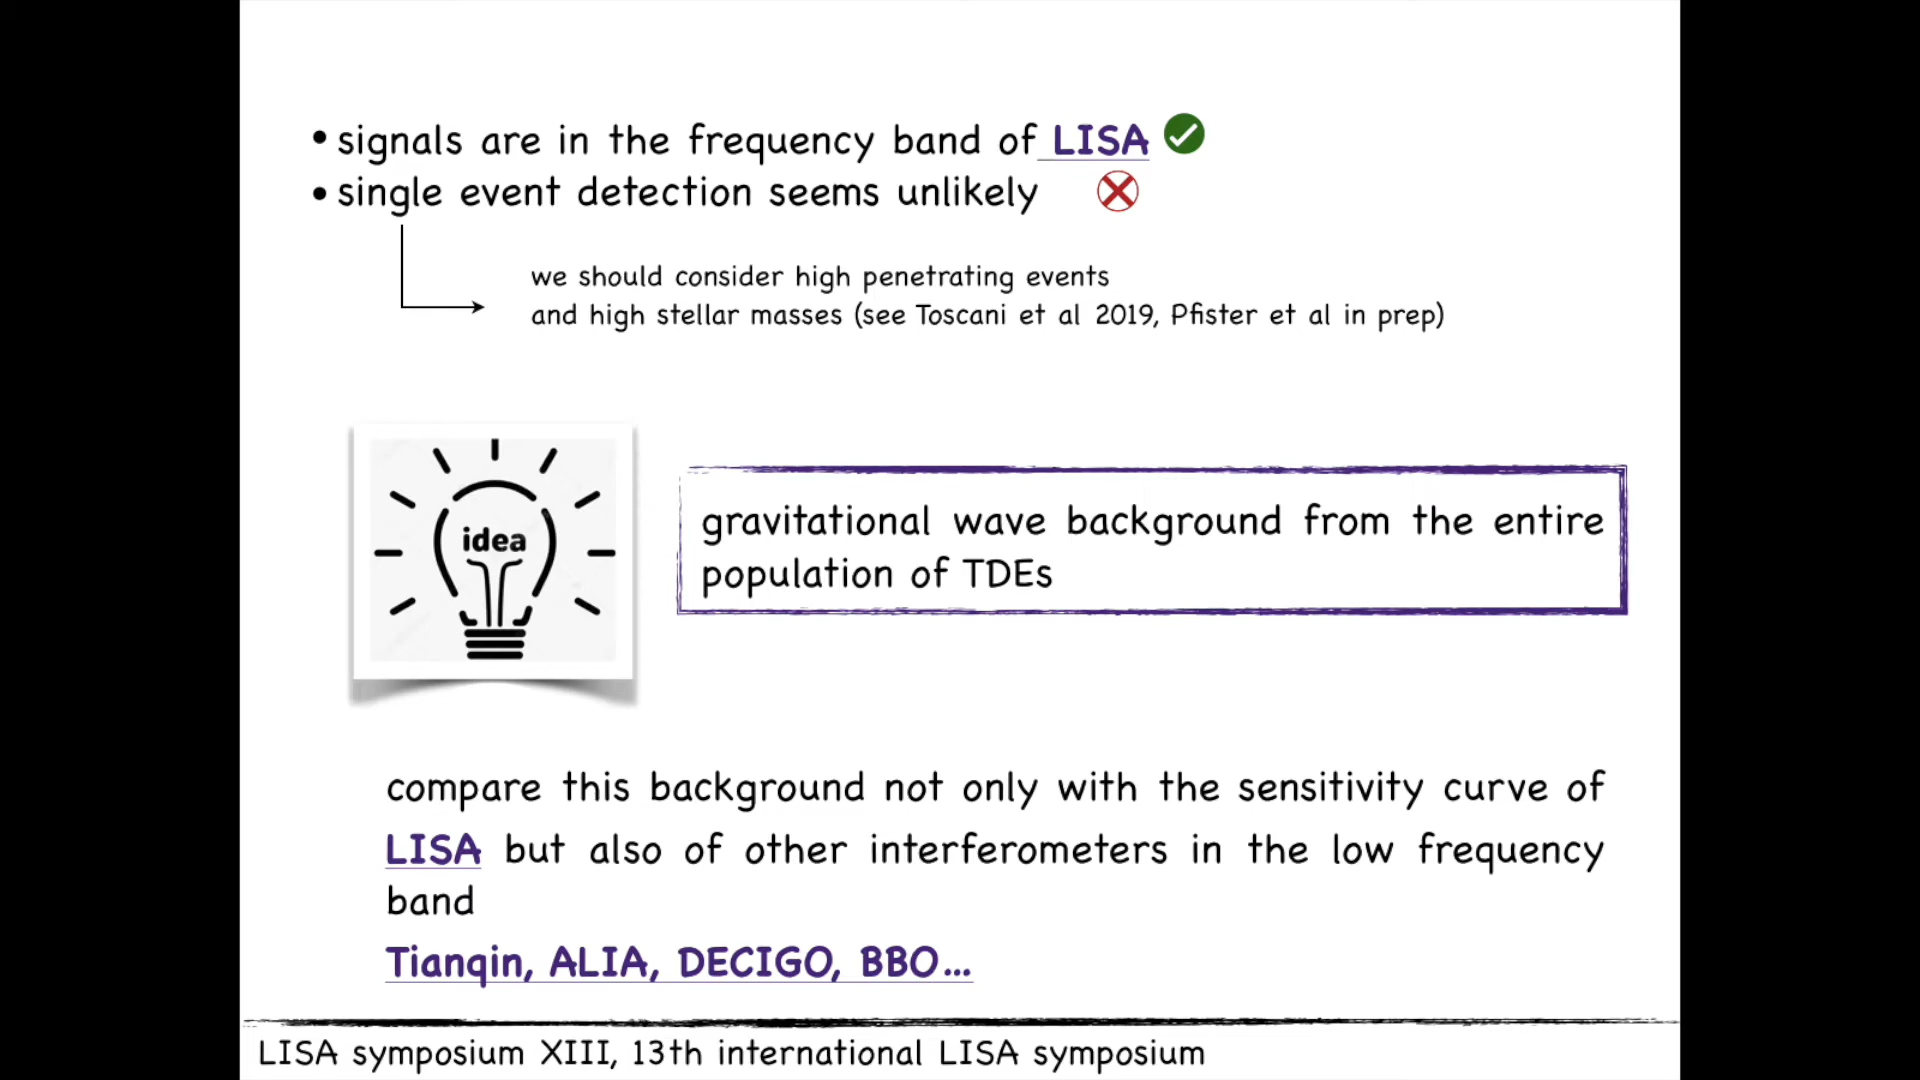 • signals are in the frequency band of LISA
• single event detection seems unlikely
we should consider high penetrating events
and high stellar masses (see Toscani et al 2019, Pfister et al in prep)
idea
gravitational wave background from the entire
population of TDEs
compare this background not only with the sensitivity curve of
LISA but also of other interferometers in the low frequency
band
Tianqin, ALIA, DECIGO, BBO...
LISA symposium XIII, 13th international LISA symposium